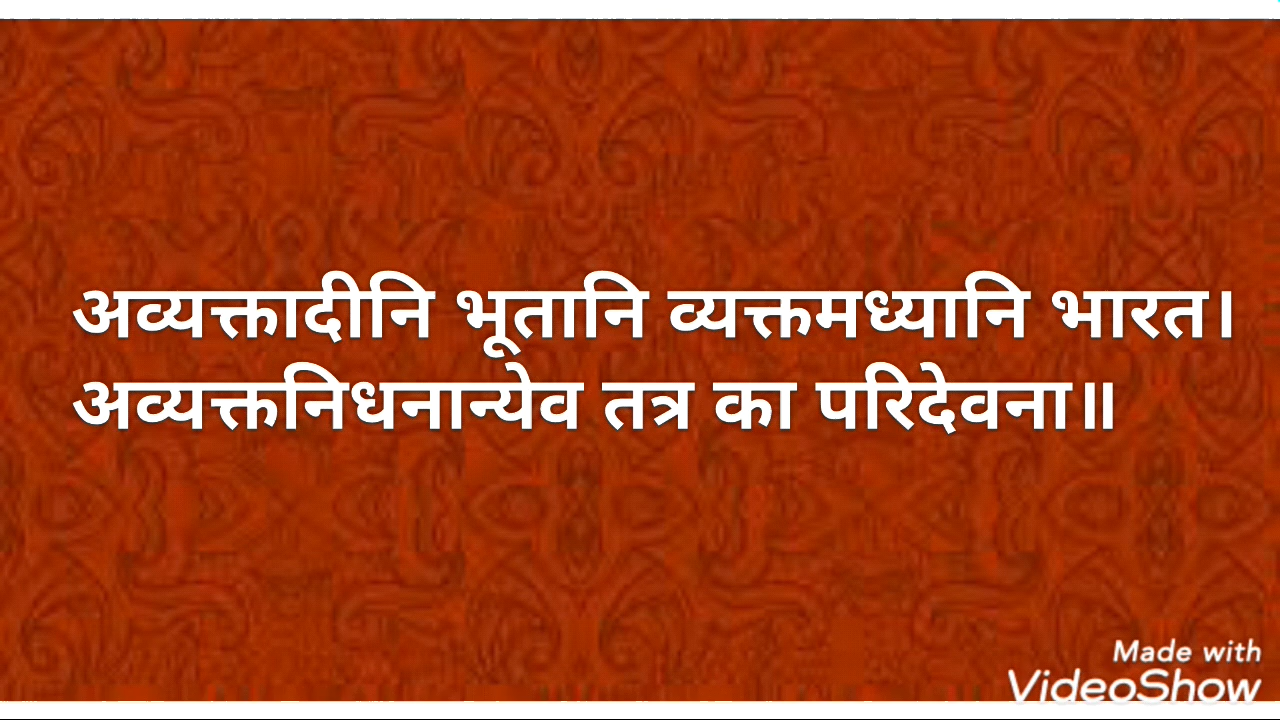 अव्यक्तादीनि भूतानि व्यक्तमध्यानि भारत।
अव्यक्तनिधनान्येव तत्र का परिदेवना॥
Made with
VideoShow